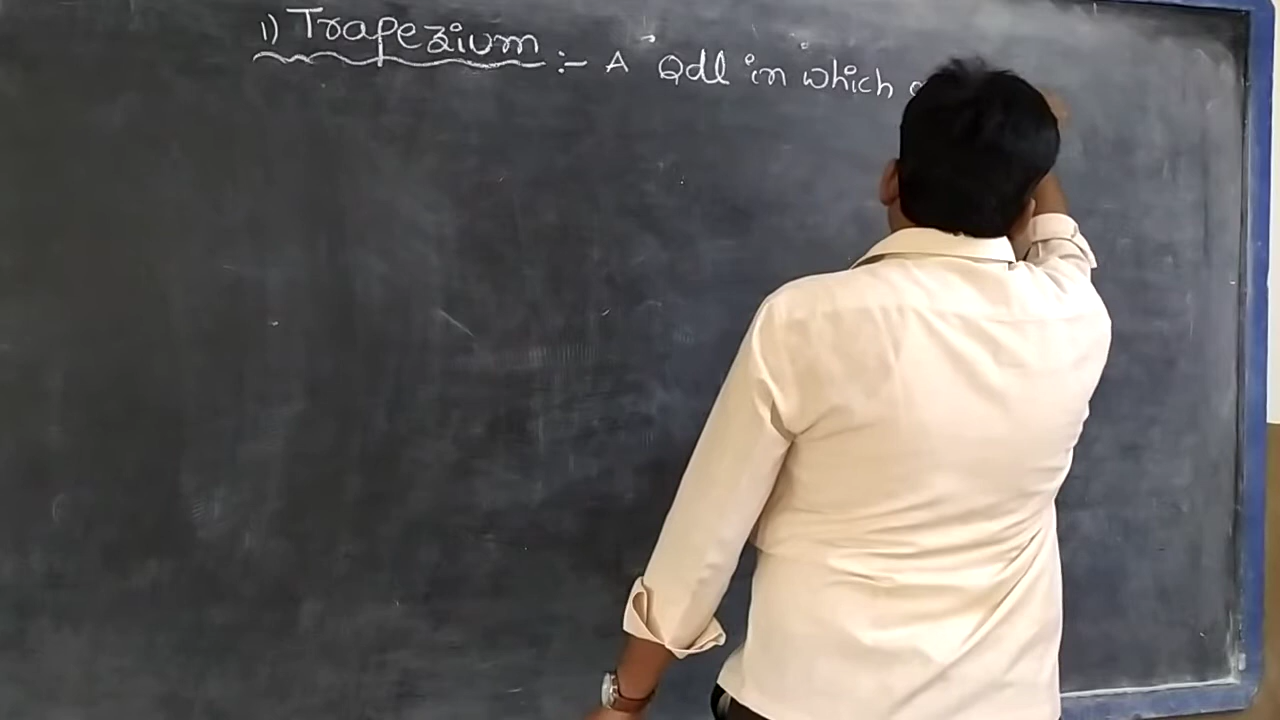 1) Trapezium :- A Qdl in which